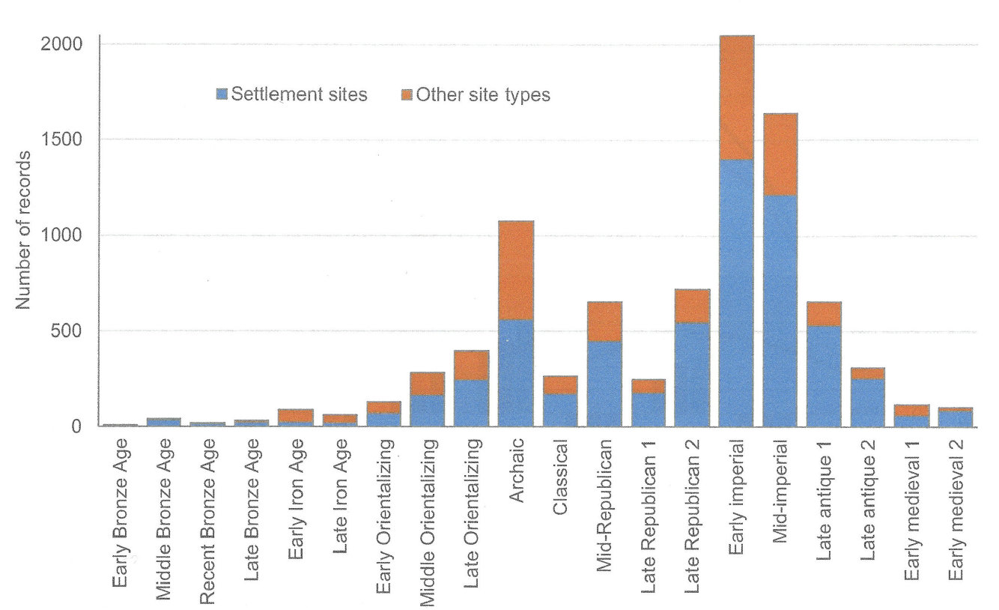 2000
Settlement sites
Other site types
1500
1000
500
0
Number of records
Early Bronze Age
Middle Bronze Age
Recent Bronze Age
Late Bronze Age
Early Iron Age
Late Iron Age
Early Orientalizing
Middle Orientalizing
Late Orientalizing
Archaic
Classical
Mid-Republican
Late Republican 1
Late Republican 2
Early imperial
Mid-imperial
Late antique 1
Late antique 2
Early medieval 1
Early medieval 2